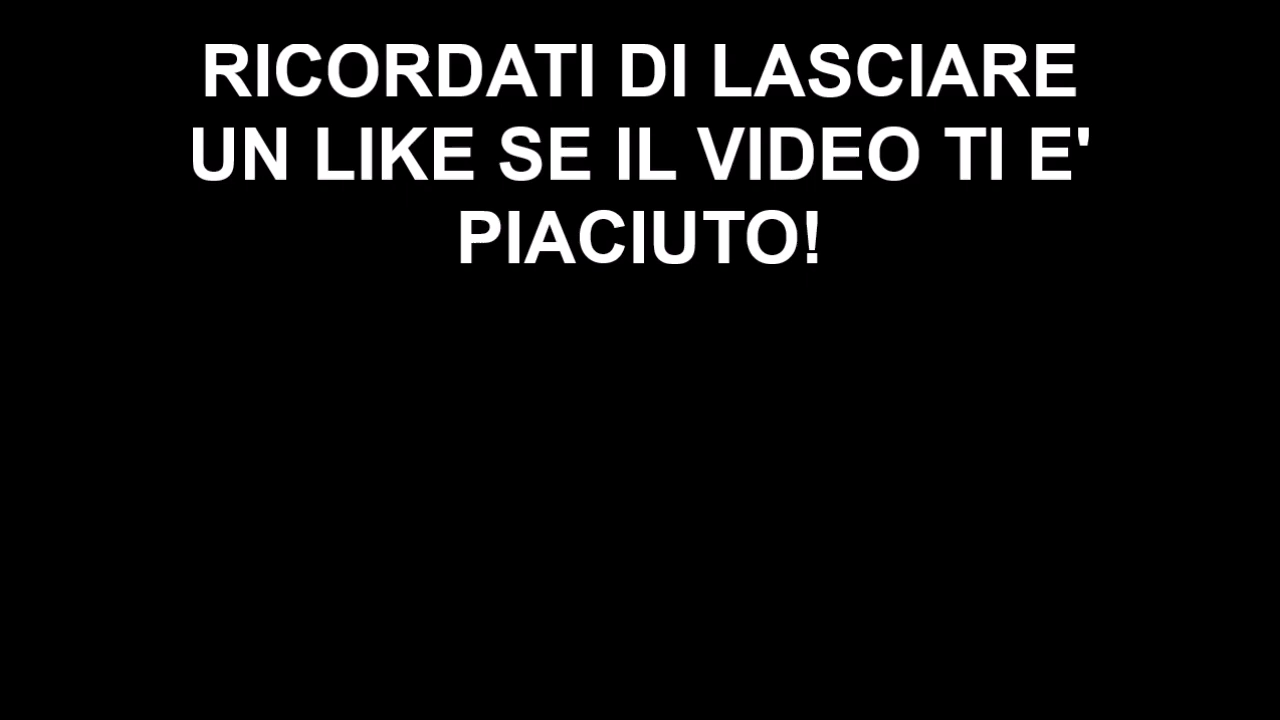 RICORDATI DI LASCIARE
UN LIKE SE IL VIDEO TI E'
PIACIUTO!